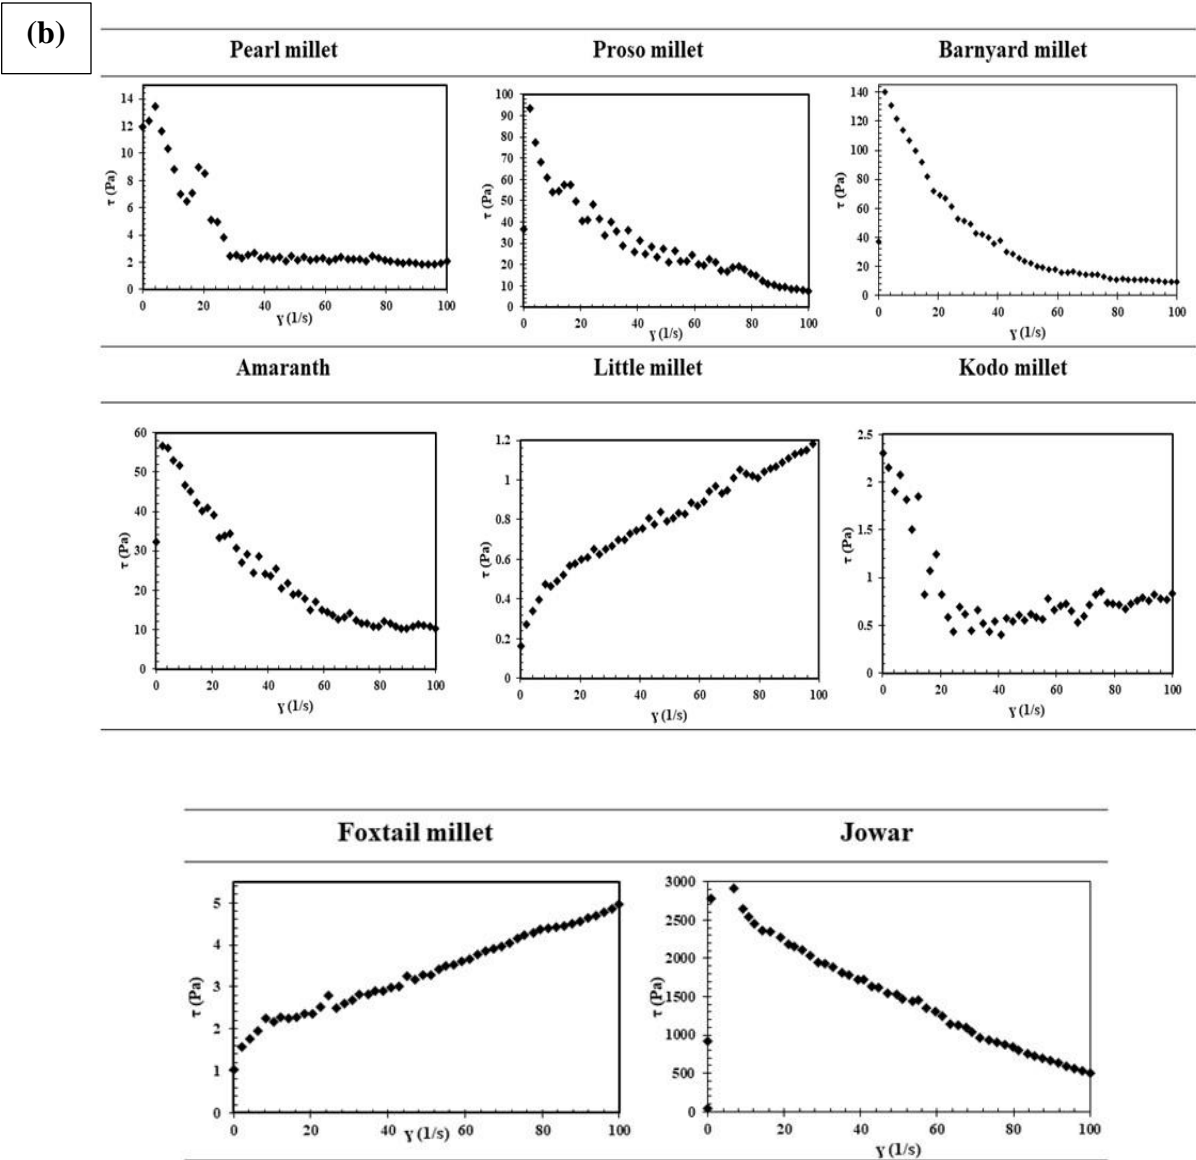 (b)
Pearl millet Proso millet Barnyard millet
14
12
10
8
6
4
2
0
τ (Pa)
0 20 40 60 80 100
ɣ (1/s)
100
90
80
70
60
50
40
30
20
10
0
τ (Pa)
0 20 40 60 80 100
ɣ (1/s)
140
120
100
80
60
40
20
0
τ (Pa)
0 20 40 60 80 100
ɣ (1/s)
Amaranth Little millet Kodo millet
60
50
40
30
20
10
0
τ (Pa)
0 20 40 60 80 100
ɣ (1/s)
1.2
1
0.8
0.6
0.4
0.2
0
τ (Pa)
0 20 40 60 80 100
ɣ (1/s)
2.5
2
1.5
1
0.5
0
τ (Pa)
0 20 40 60 80 100
ɣ (1/s)
Foxtail millet Jowar
5
4
3
2
1
0
τ (Pa)
0 20 40 60 80 100
ɣ (1/s)
3000
2500
2000
1500
1000
500
0
τ (Pa)
0 20 40 60 80 100
ɣ (1/s)